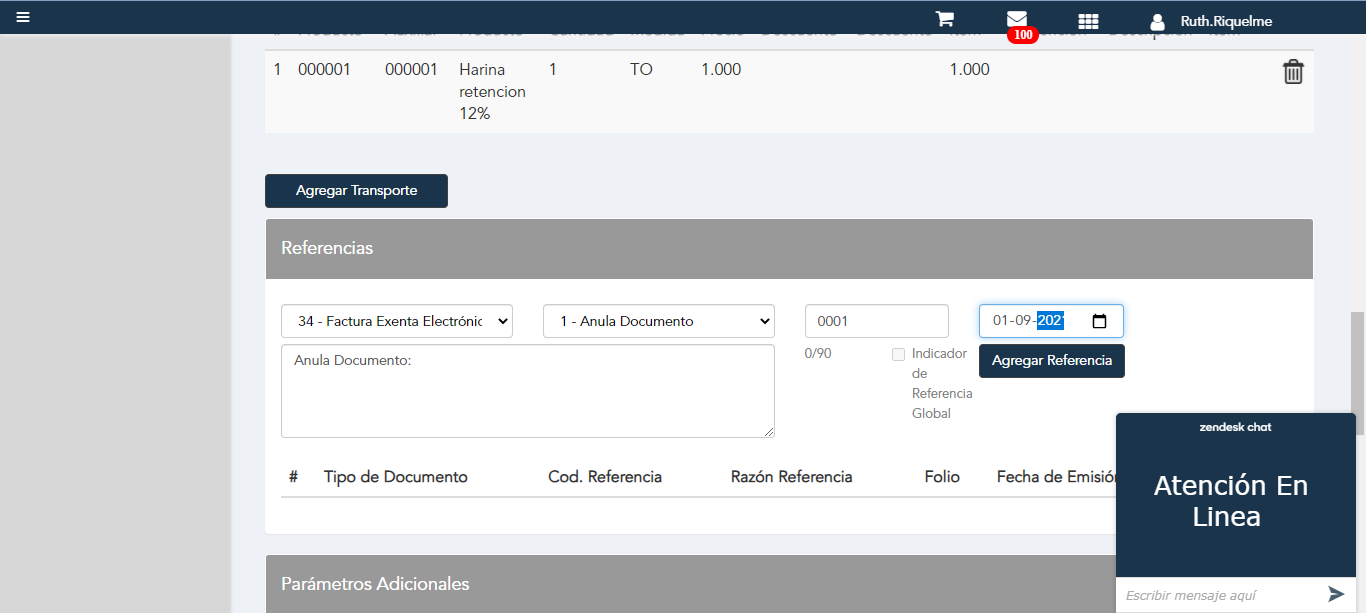 Ruth.Riquelme
100
1 000001 000001 Harina 1 TO 1.000 1.000
retencion
12%
Agregar Transporte
Referencias
34 - Factura Exenta Electrónic 1 - Anula Documento 0001 01-09-2021
Anula Documento: 0/90 Indicador de Referencia Global Agregar Referencia
zendesk chat
# Tipo de Documento Cod. Referencia Razón Referencia Folio Fecha de Emisión
Atención En
Linea
Parámetros Adicionales
Escribir mensaje aquí